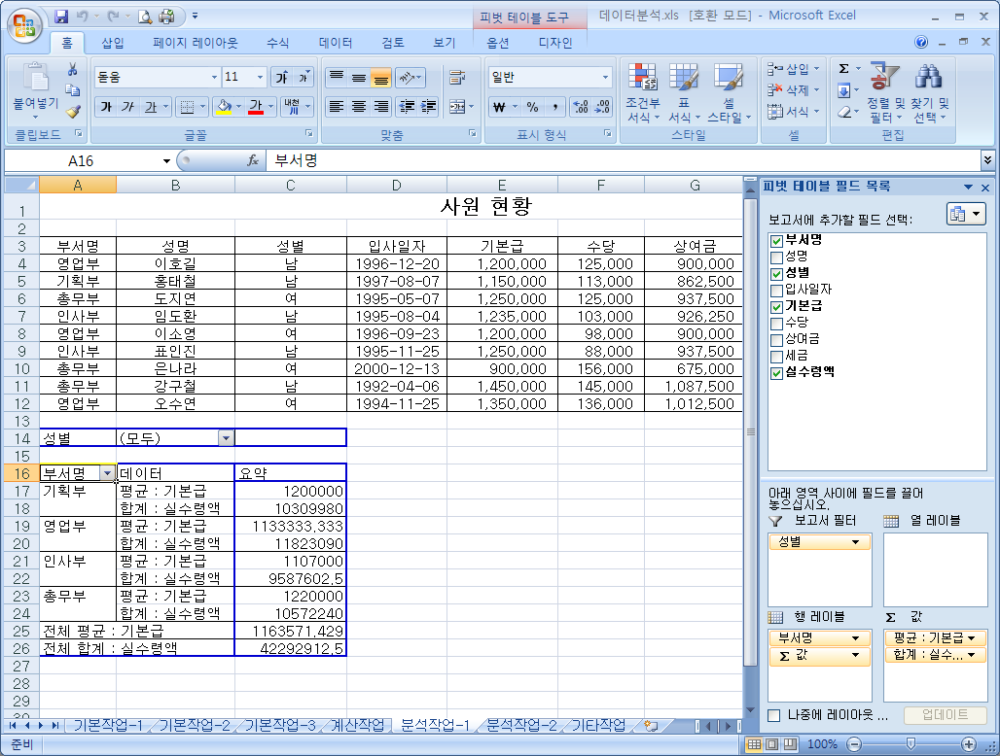 피벗 테이블 도구 데이터분석.xls [호환 모드] - Microsoft Excel
홈 삽입 페이지 레이아웃 수식 데이터 검토 보기 옵션 디자인
붙여넣기
클립보드
돋움 11
가 가 가 가 가 가 내천
글꼴
맞춤
일반
₩ % ,
표시 형식
조건부 서식
표 서식
셀 스타일
스타일
삽입
삭제
서식
셀
Σ
정렬 및 필터
찾기 및 선택
편집
A16 fx 부서명
A B C D E F G
1 사원 현황
2
3 부서명 성명 성별 입사일자 기본급 수당 상여금
4 영업부 이호길 남 1996-12-20 1,200,000 125,000 900,000
5 기획부 홍태철 남 1997-08-07 1,150,000 113,000 862,500
6 총무부 도지연 여 1995-05-07 1,250,000 125,000 937,500
7 인사부 임도환 남 1995-08-04 1,235,000 103,000 926,250
8 영업부 이소영 여 1996-09-23 1,200,000 98,000 900,000
9 인사부 표인진 남 1995-11-25 1,250,000 88,000 937,500
10 총무부 은나라 여 2000-12-13 900,000 156,000 675,000
11 총무부 강구철 남 1992-04-06 1,450,000 145,000 1,087,500
12 영업부 오수연 여 1994-11-25 1,350,000 136,000 1,012,500
13
14 성별 (모두)
15
16 부서명 데이터 요약
17 기획부 평균 : 기본급 1200000
18 합계 : 실수령액 10309980
19 영업부 평균 : 기본급 1133333.333
20 합계 : 실수령액 11823090
21 인사부 평균 : 기본급 1107000
22 합계 : 실수령액 9587602.5
23 총무부 평균 : 기본급 1220000
24 합계 : 실수령액 10572240
25 전체 평균 : 기본급 1163571.429
26 전체 합계 : 실수령액 42292912.5
27
28
29
기본작업-1 기본작업-2 기본작업-3 계산작업 분석작업-1 분석작업-2 기타작업
준비 100%
피벗 테이블 필드 목록
보고서에 추가할 필드 선택:
부서명
성명
성별
입사일자
기본급
수당
상여금
세금
실수령액
아래 영역 사이에 필드를 끌어
놓으십시오.
보고서 필터 열 레이블
성별
행 레이블 Σ 값
부서명 평균 : 기본급
Σ 값 합계 : 실수...
나중에 레이아웃 ... 업데이트